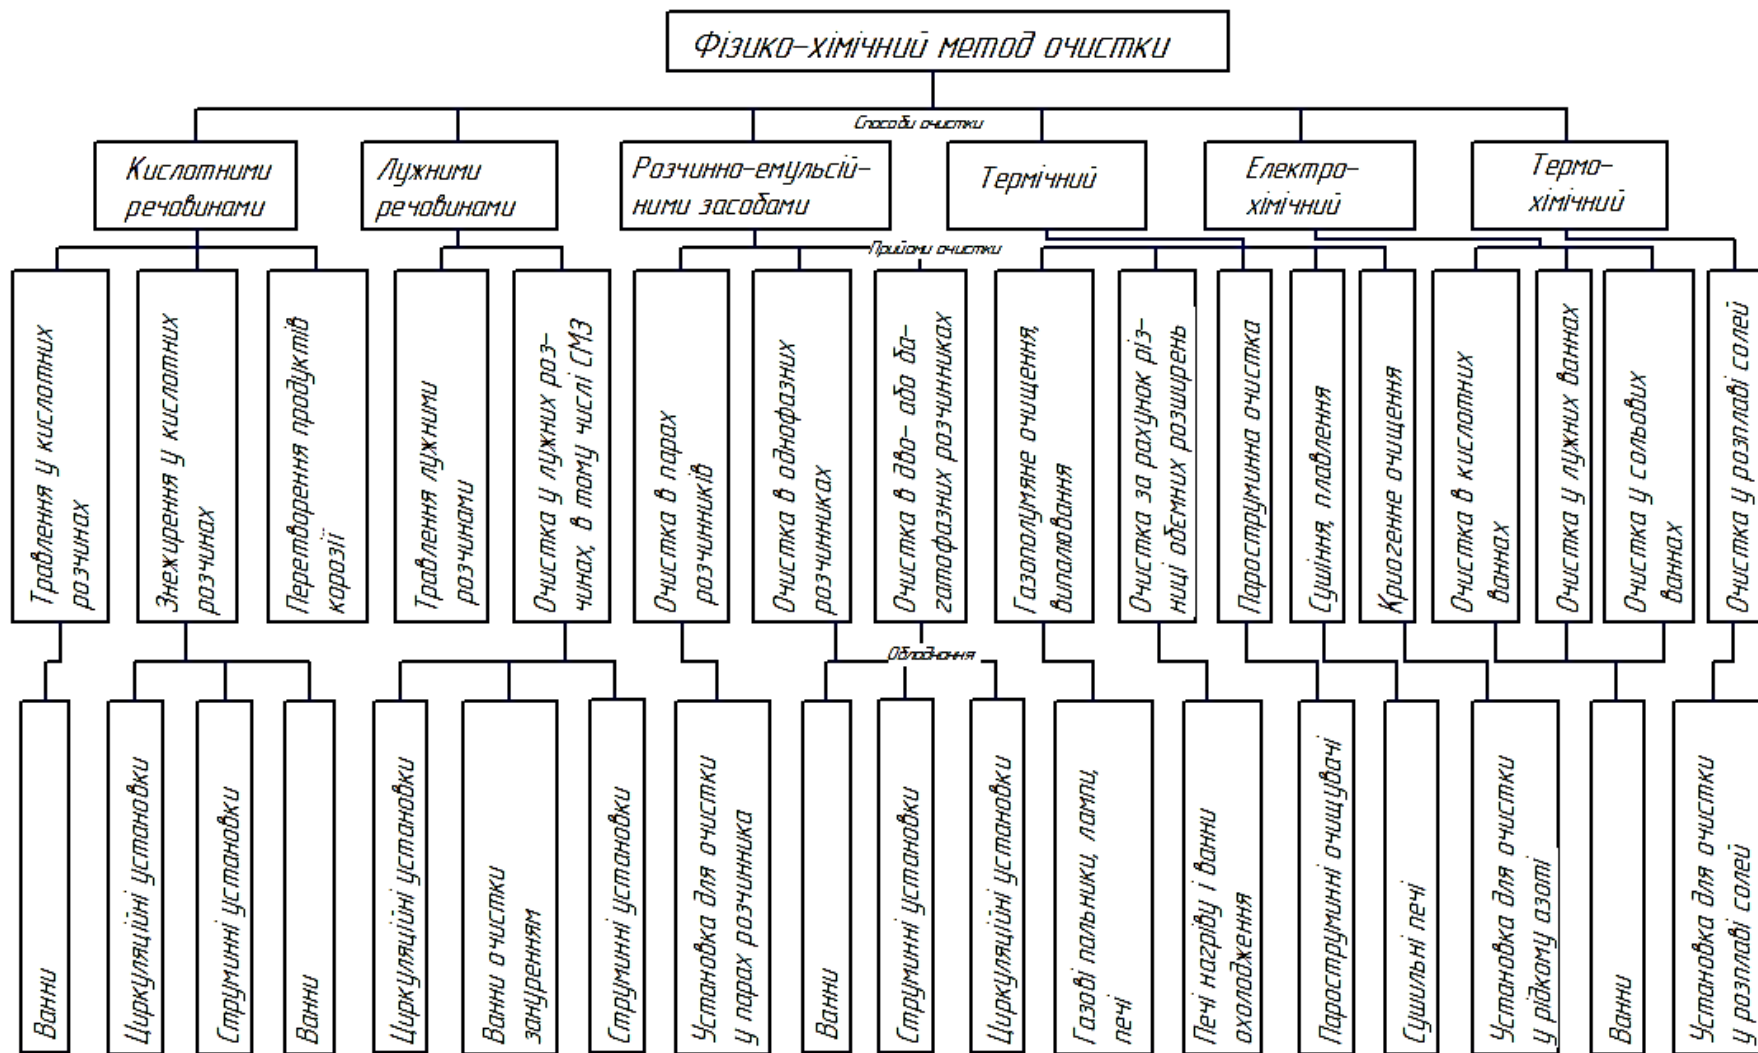 Фізико-хімічний метод очистки
Способи очистки
Кислотними
речовинами
Лужними
речовинами
Розчинно-емульсій-
ними засобами
Термічний
Електро-
хімічний
Термо-
хімічний
Прийоми очистки
Травлення у кислотних
розчинах
Знежирення у кислотних
розчинах
Перетворення продуктів
корозії
Травлення лужними
розчинами
Очистка у лужних роз-
чинах, в тому числі СМЗ
Очистка в парах
розчинників
Очистка в однофазних
розчинниках
Очистка в дво- або ба-
гатофазних розчинниках
Газополумяне очищення,
випалювання
Очистка за рахунок різ-
ниці обємних розширень
Пароструминна очистка
Сушіння, плавлення
Криогенне очищення
Очистка в кислотних
ваннах
Очистка у лужних ваннах
Очистка у сольових
ваннах
Очистка у розплаві солей
Обладнання
Ванни
Циркуляційні установки
Струминні установки
Ванни
Циркуляційні установки
Ванни очистки
зануренням
Струминні установки
Установка для очистки
у парах розчинника
Ванни
Струминні установки
Циркуляційні установки
Газові пальники, лампи,
печі
Печі нагріву і ванни
охолодження
Пароструминні очищувачі
Сушильні печі
Установка для очистки
у рідкому азоті
Ванни
Установка для очистки
у розплаві солей